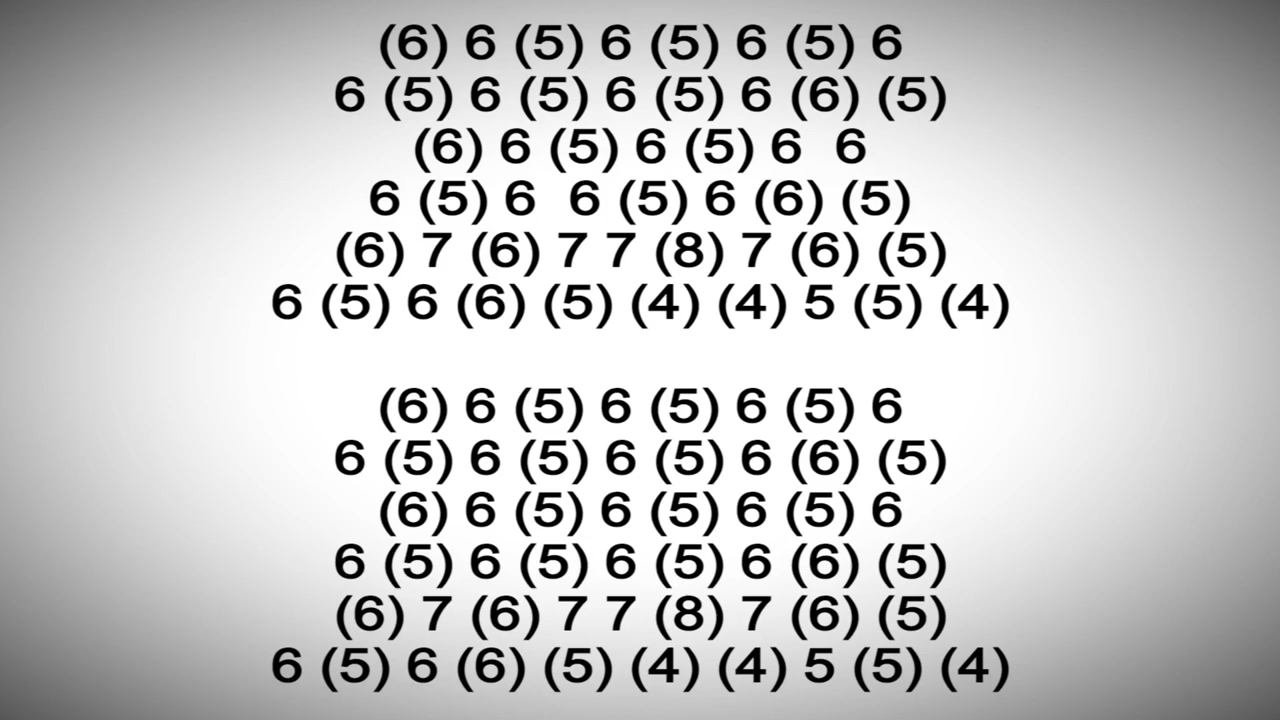 (6) 6 (5) 6 (5) 6 (5) 6
6 (5) 6 (5) 6 (5) 6 (6) (5)
(6) 6 (5) 6 (5) 6  6
6 (5) 6  6 (5) 6 (6) (5)
(6) 7 (6) 7 7 (8) 7 (6) (5)
6 (5) 6 (6) (5) (4) (4) 5 (5) (4)
(6) 6 (5) 6 (5) 6 (5) 6
6 (5) 6 (5) 6 (5) 6 (6) (5)
(6) 6 (5) 6 (5) 6 (5) 6
6 (5) 6 (5) 6 (5) 6 (6) (5)
(6) 7 (6) 7 7 (8) 7 (6) (5)
6 (5) 6 (6) (5) (4) (4) 5 (5) (4)